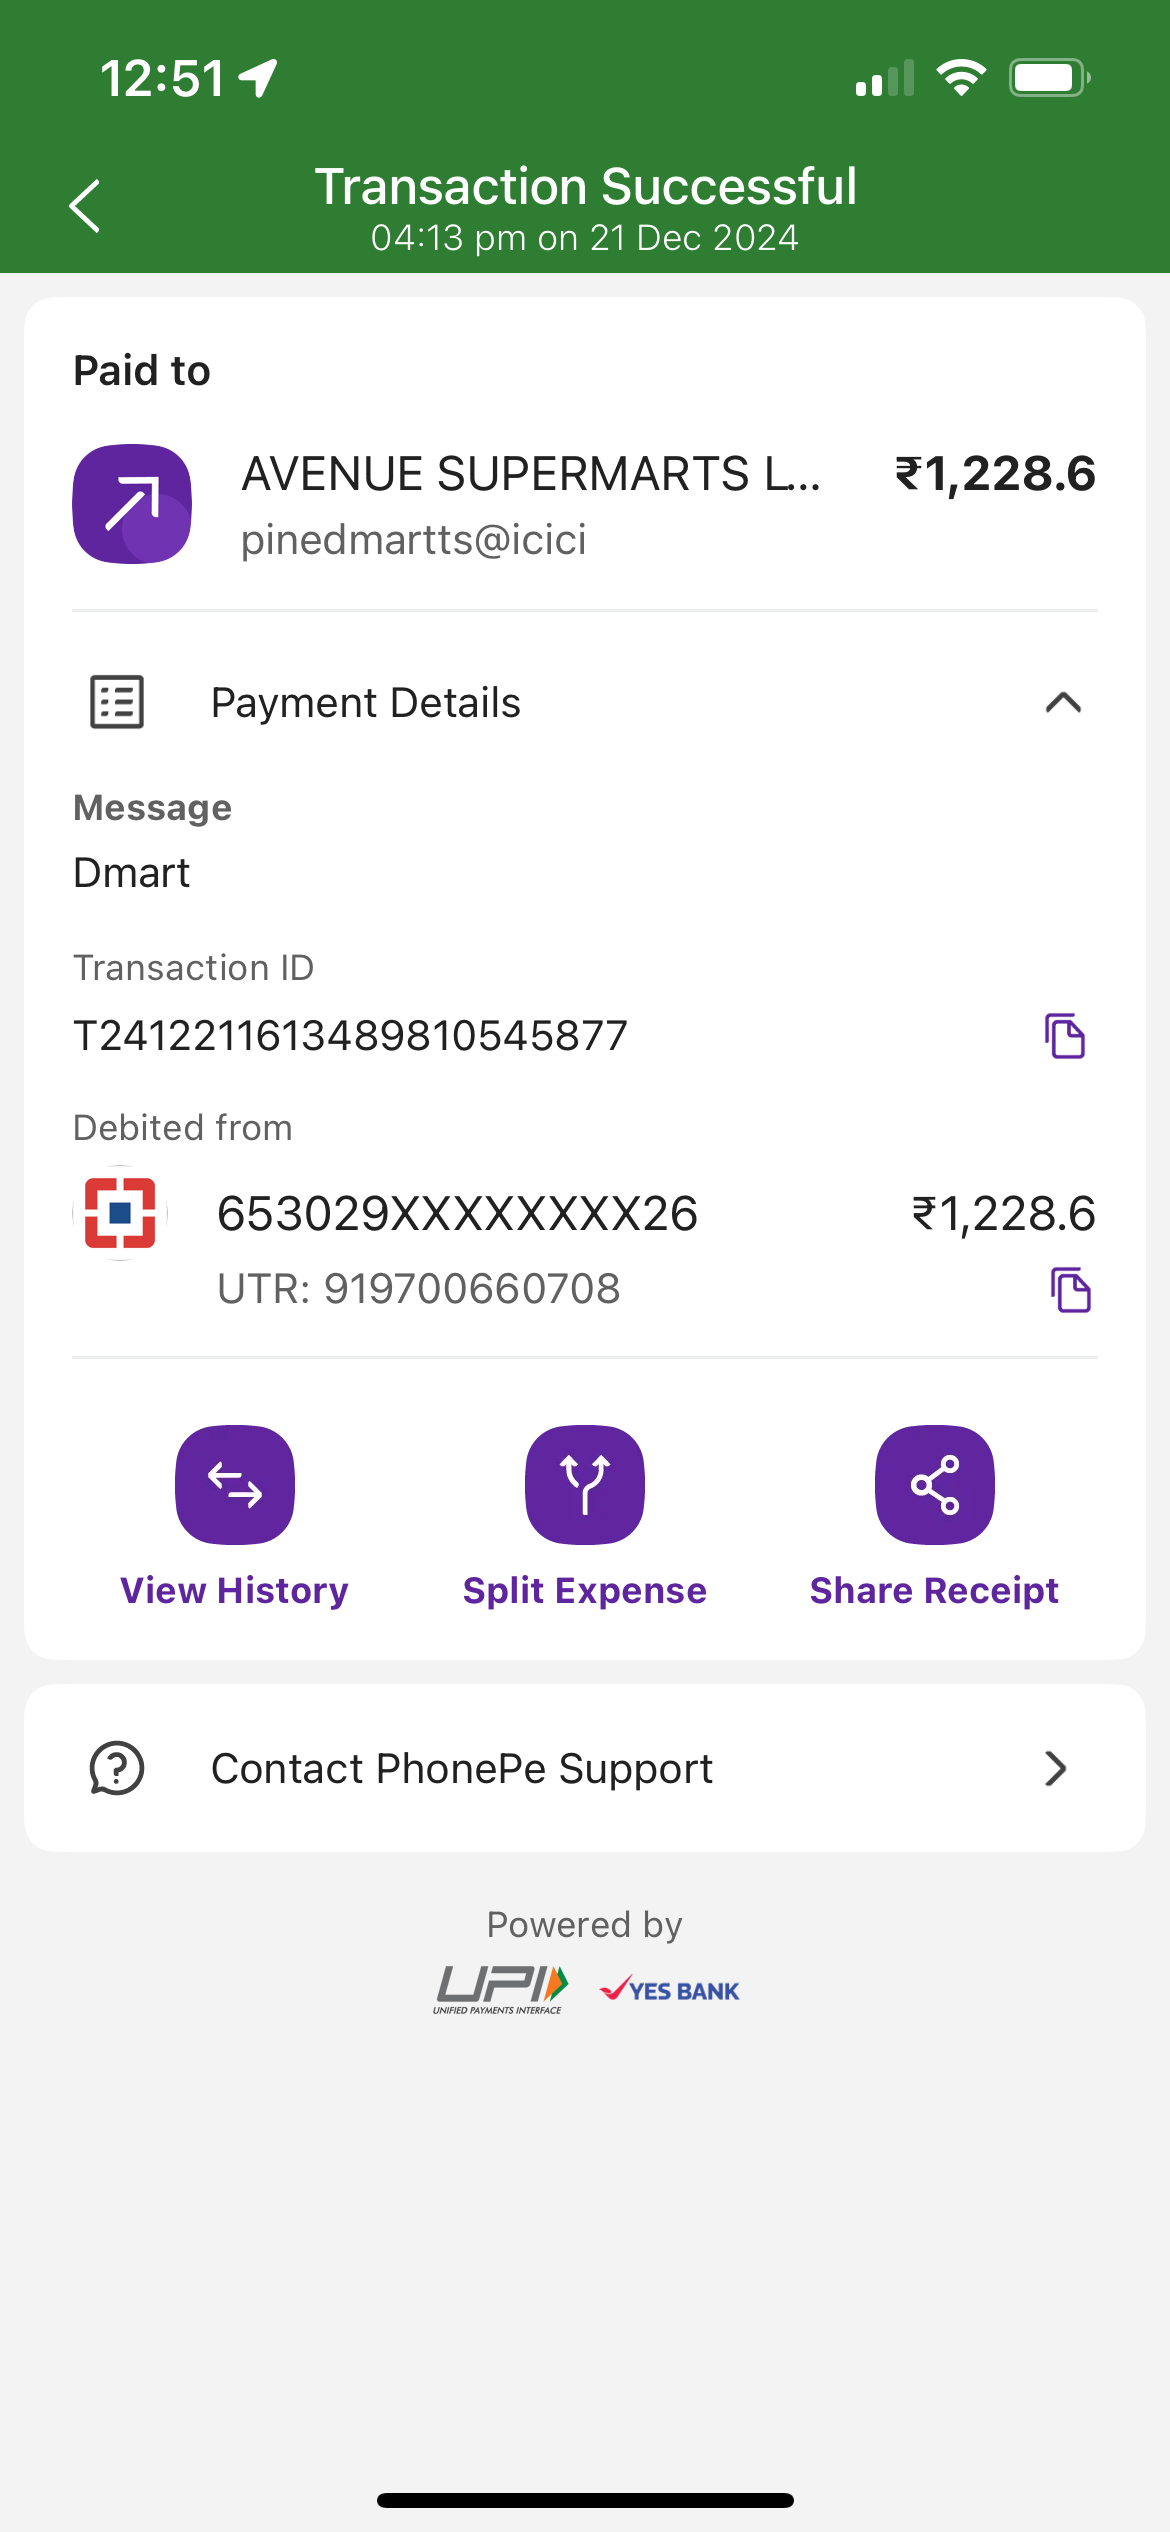 12:51
Transaction Successful
04:13 pm on 21 Dec 2024
Paid to
AVENUE SUPERMARTS L... ₹1,228.6
pinedmartts@icici
Payment Details
Message
Dmart
Transaction ID
T2412211613489810545877
Debited from
653029XXXXXXXX26 ₹1,228.6
UTR: 919700660708
View History Split Expense Share Receipt
Contact PhonePe Support
Powered by
UPI YES BANK
UNIFIED PAYMENTS INTERFACE